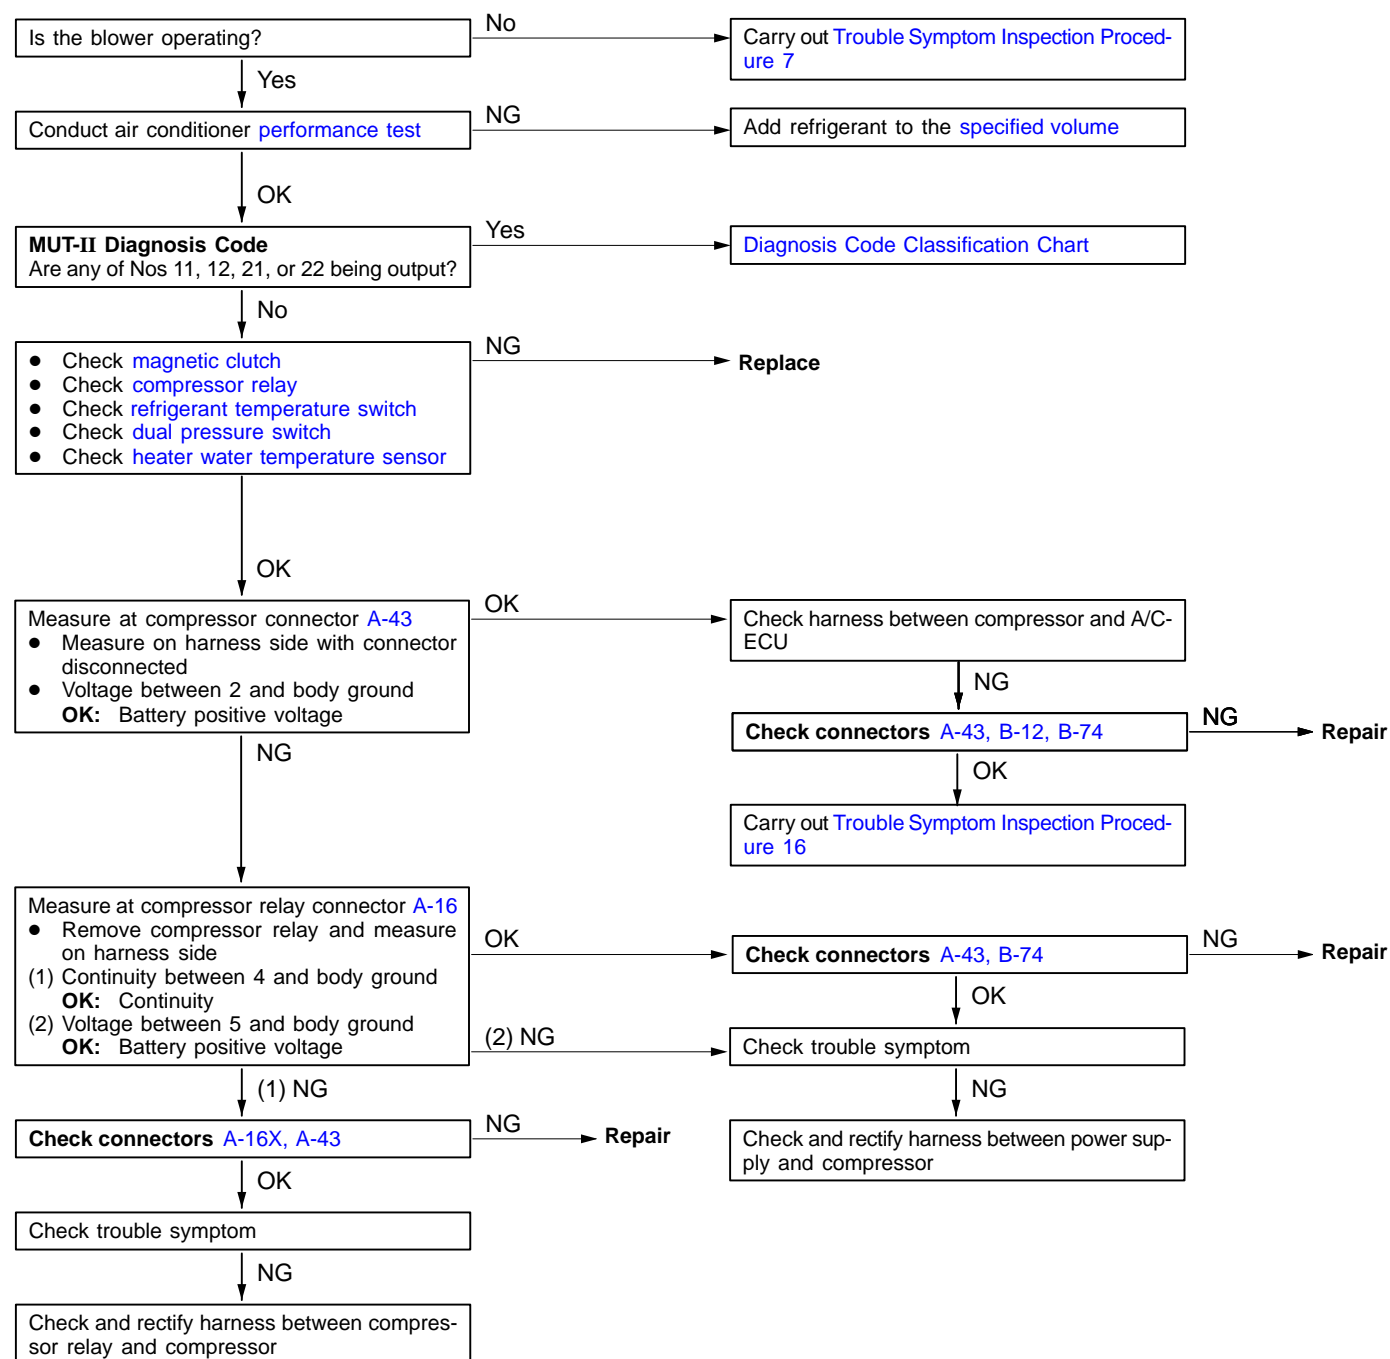 Is the blower operating?
No
Carry out Trouble Symptom Inspection Proced-
ure 7
Yes
Conduct air conditioner performance test
NG
Add refrigerant to the specified volume
OK
MUT-II Diagnosis Code
Are any of Nos 11, 12, 21, or 22 being output?
Yes
Diagnosis Code Classification Chart
No
● Check magnetic clutch
● Check compressor relay
● Check refrigerant temperature switch
● Check dual pressure switch
● Check heater water temperature sensor
NG
Replace
OK
Measure at compressor connector A-43
● Measure on harness side with connector
disconnected
● Voltage between 2 and body ground
OK: Battery positive voltage
OK
Check harness between compressor and A/C-
ECU
NG
Check connectors A-43, B-12, B-74
NG
Repair
OK
Carry out Trouble Symptom Inspection Proced-
ure 16
NG
Measure at compressor relay connector A-16
● Remove compressor relay and measure
on harness side
(1) Continuity between 4 and body ground
OK: Continuity
(2) Voltage between 5 and body ground
OK: Battery positive voltage
OK
Check connectors A-43, B-74
NG
Repair
OK
(2) NG
Check trouble symptom
NG
Check and rectify harness between power sup-
ply and compressor
(1) NG
Check connectors A-16X, A-43
NG
Repair
OK
Check trouble symptom
NG
Check and rectify harness between compres-
sor relay and compressor